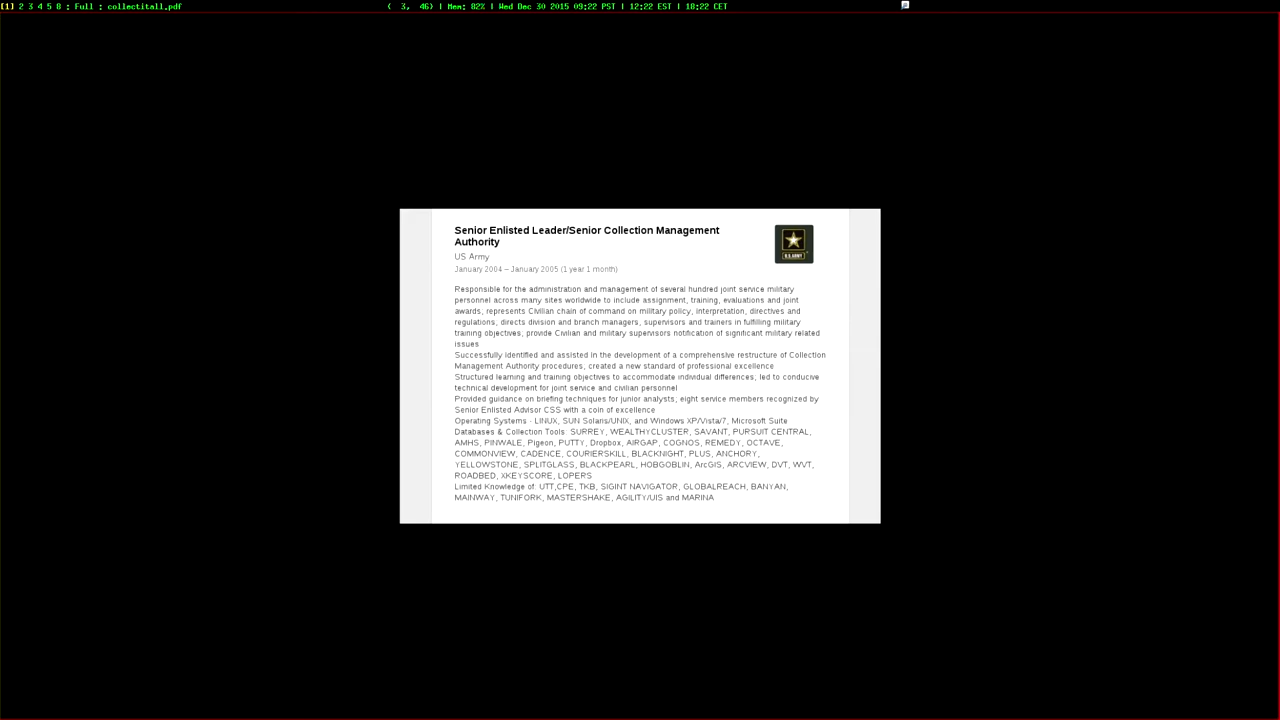 [1] 2 3 4 5 8 : Full : collectitall.pdf ( 3, 46) | Mem: 82% | Wed Dec 30 2015 09:22 PST | 12:22 EST | 18:22 CET
Senior Enlisted Leader/Senior Collection Management
Authority
US Army
January 2004 – January 2005 (1 year 1 month)
U.S.ARMY
Responsible for the administration and management of several hundred joint service military
personnel across many sites worldwide to include assignment, training, evaluations and joint
awards, represents Civilian chain of command on military policy, interpretation, directives and
regulations, directs division and branch managers, supervisors and trainers in fulfilling military
training objectives; provide Civilian and military supervisors notification of significant military related
issues
Successfully identified and assisted in the development of a comprehensive restructure of Collection
Management Authority procedures; created a new standard of professional excellence
Structured learning and training objectives to accommodate individual differences; led to conducive
technical development for joint service and civilian personnel
Provided guidance on briefing techniques for junior analysts; eight service members recognized by
Senior Enlisted Advisor CSS with a coin of excellence
Operating Systems - LINUX, SUN Solaris/UNIX, and Windows XP/Vista/7, Microsoft Suite
Databases & Collection Tools: SURREY, WEALTHYCLUSTER, SAVANT, PURSUIT CENTRAL,
AMHS, PINWALE, Pigeon, PUTTY, Dropbox, AIRGAP, COGNOS, REMEDY, OCTAVE,
COMMONVIEW, CADENCE, COURIERSKILL, BLACKNIGHT, PLUS, ANCHORY,
YELLOWSTONE, SPLITGLASS, BLACKPEARL, HOBGOBLIN, ArcGIS, ARCVIEW, DVT, WVT,
ROADBED, XKEYSCORE, LOPERS
Limited Knowledge of: UTT,CPE, TKB, SIGINT NAVIGATOR, GLOBALREACH, BANYAN,
MAINWAY, TUNIFORK, MASTERSHAKE, AGILITY/UIS and MARINA